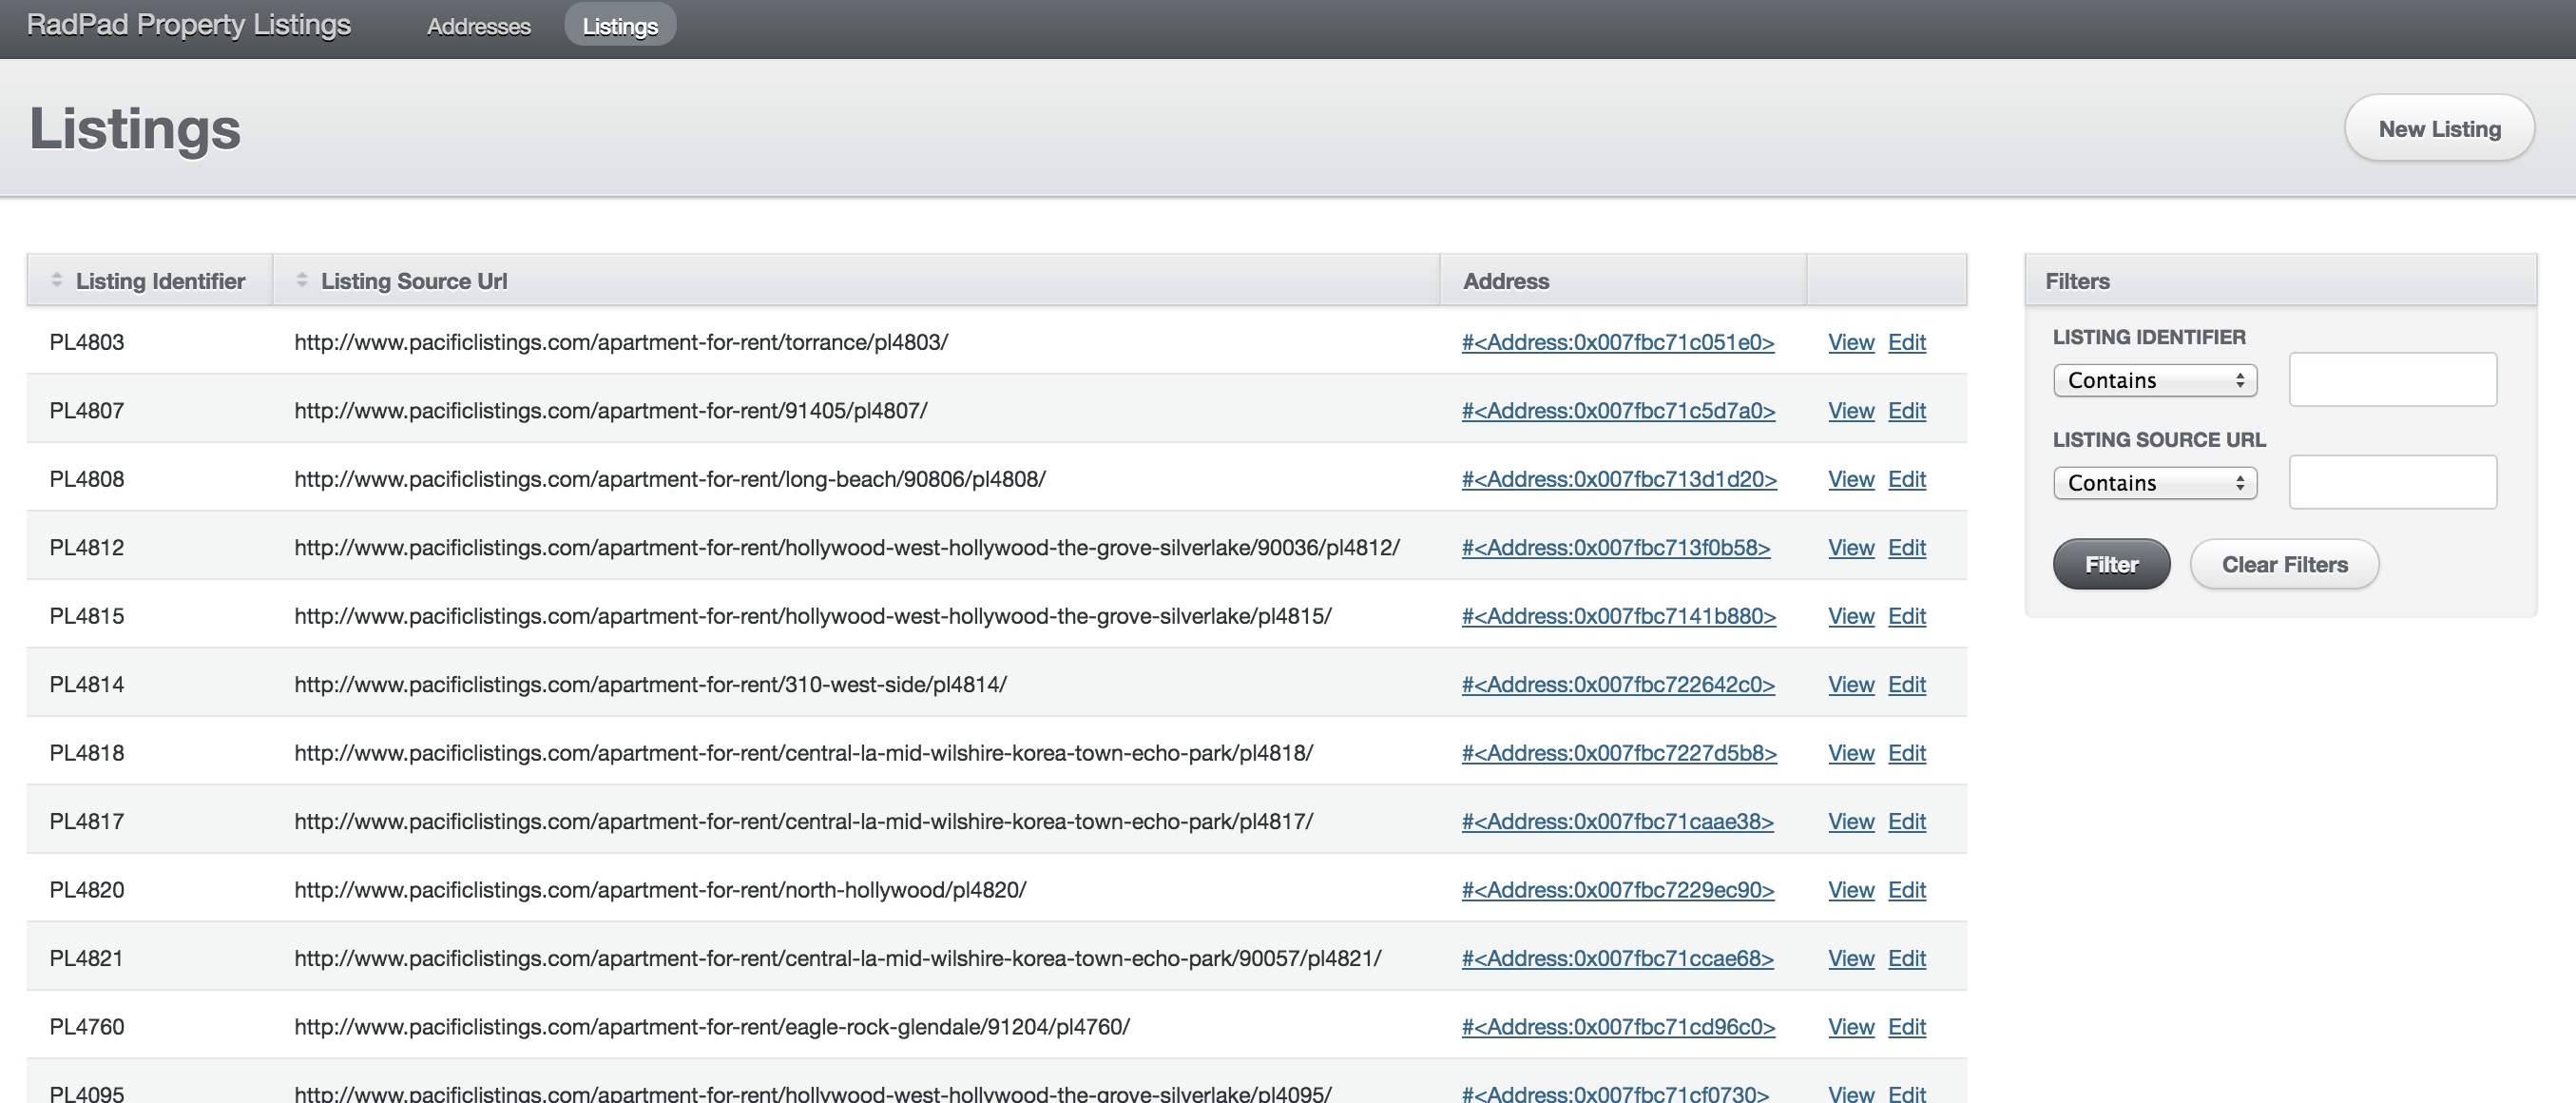 RadPad Property Listings Addresses Listings
Listings New Listing
Listing Identifier Listing Source Url Address
PL4803 http://www.pacificlistings.com/apartment-for-rent/torrance/pl4803/ #<Address:0x007fbc71c051e0> View Edit
PL4807 http://www.pacificlistings.com/apartment-for-rent/91405/pl4807/ #<Address:0x007fbc71c5d7a0> View Edit
PL4808 http://www.pacificlistings.com/apartment-for-rent/long-beach/90806/pl4808/ #<Address:0x007fbc713d1d20> View Edit
PL4812 http://www.pacificlistings.com/apartment-for-rent/hollywood-west-hollywood-the-grove-silverlake/90036/pl4812/ #<Address:0x007fbc713f0b58> View Edit
PL4815 http://www.pacificlistings.com/apartment-for-rent/hollywood-west-hollywood-the-grove-silverlake/pl4815/ #<Address:0x007fbc7141b880> View Edit
PL4814 http://www.pacificlistings.com/apartment-for-rent/310-west-side/pl4814/ #<Address:0x007fbc722642c0> View Edit
PL4818 http://www.pacificlistings.com/apartment-for-rent/central-la-mid-wilshire-korea-town-echo-park/pl4818/ #<Address:0x007fbc7227d5b8> View Edit
PL4817 http://www.pacificlistings.com/apartment-for-rent/central-la-mid-wilshire-korea-town-echo-park/pl4817/ #<Address:0x007fbc71caae38> View Edit
PL4820 http://www.pacificlistings.com/apartment-for-rent/north-hollywood/pl4820/ #<Address:0x007fbc7229ec90> View Edit
PL4821 http://www.pacificlistings.com/apartment-for-rent/central-la-mid-wilshire-korea-town-echo-park/90057/pl4821/ #<Address:0x007fbc71ccae68> View Edit
PL4760 http://www.pacificlistings.com/apartment-for-rent/eagle-rock-glendale/91204/pl4760/ #<Address:0x007fbc71cd96c0> View Edit
PL4095 http://www.pacificlistings.com/apartment-for-rent/hollywood-west-hollywood-the-grove-silverlake/pl4095/ #<Address:0x007fbc71cf0730> View Edit
Filters
LISTING IDENTIFIER
Contains
LISTING SOURCE URL
Contains
Filter Clear Filters